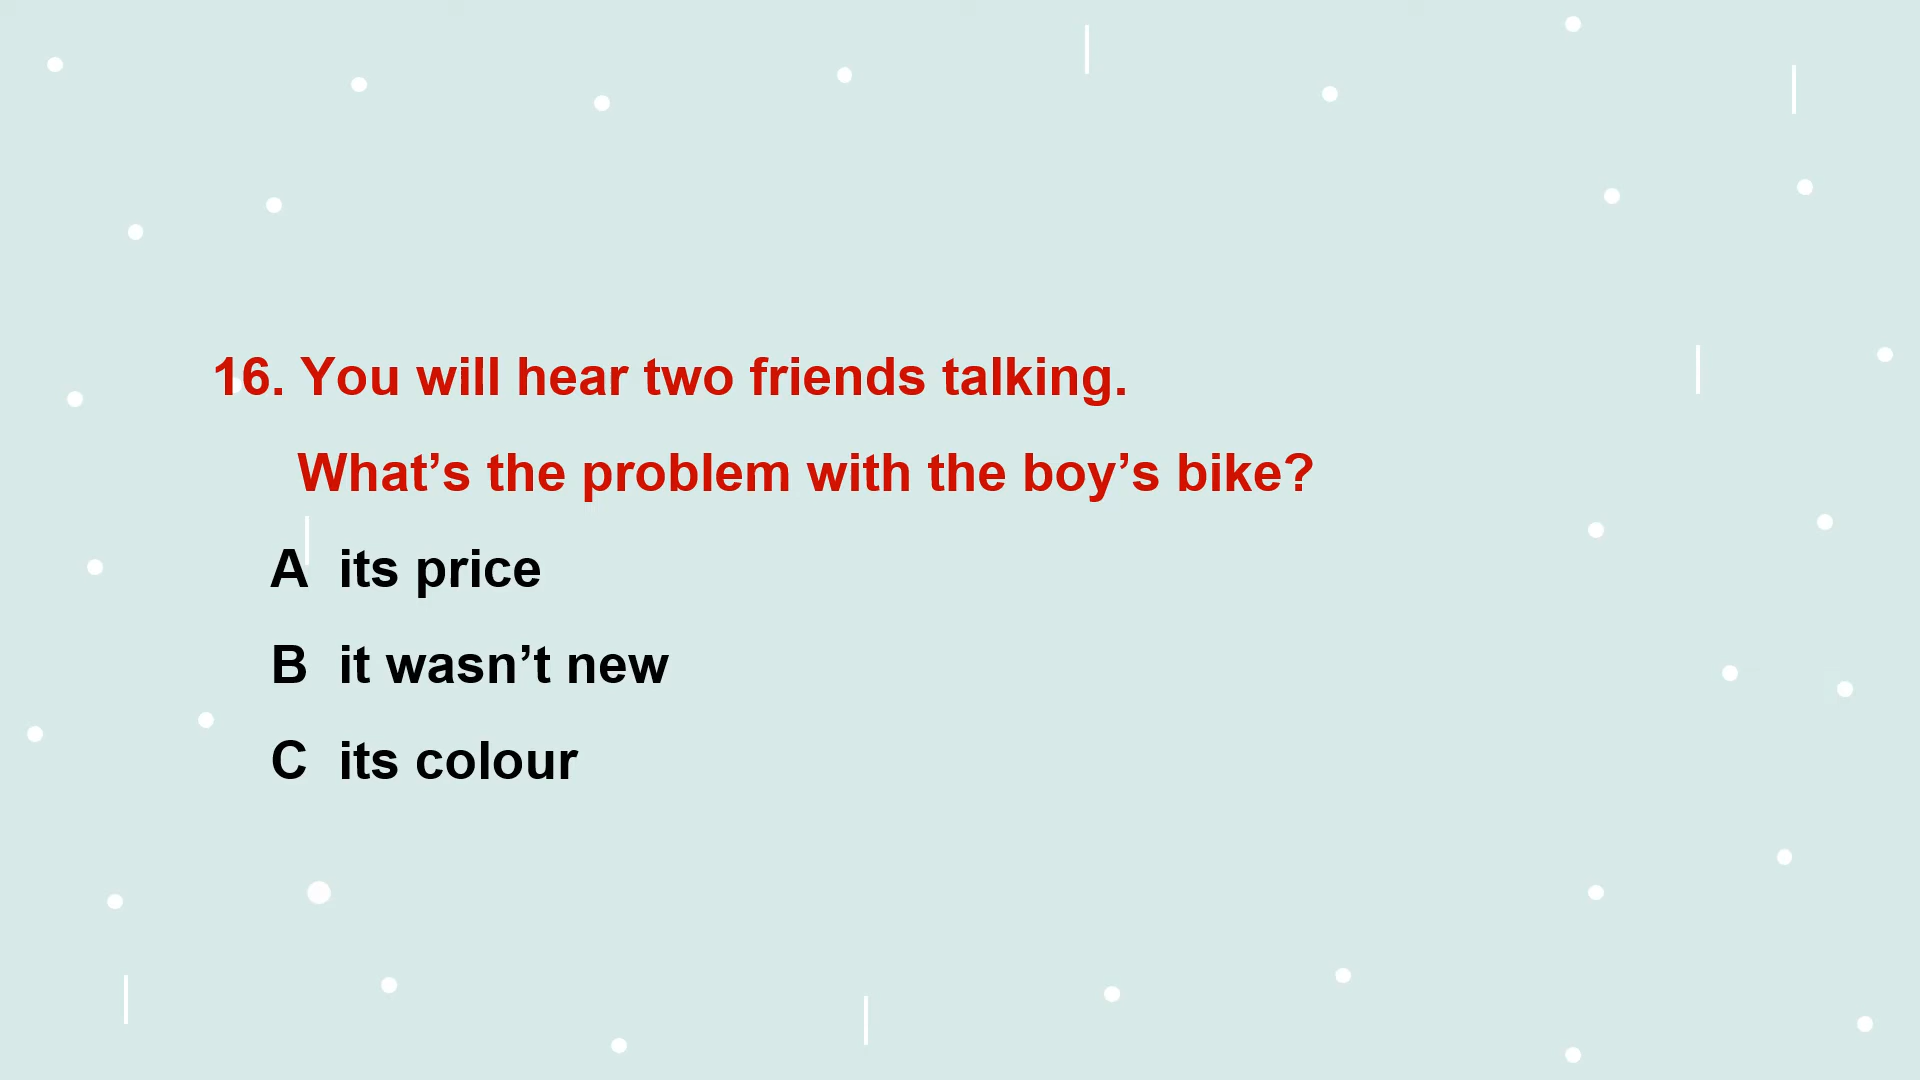 16. You will hear two friends talking.
What’s the problem with the boy’s bike?
A its price
B it wasn’t new
C its colour